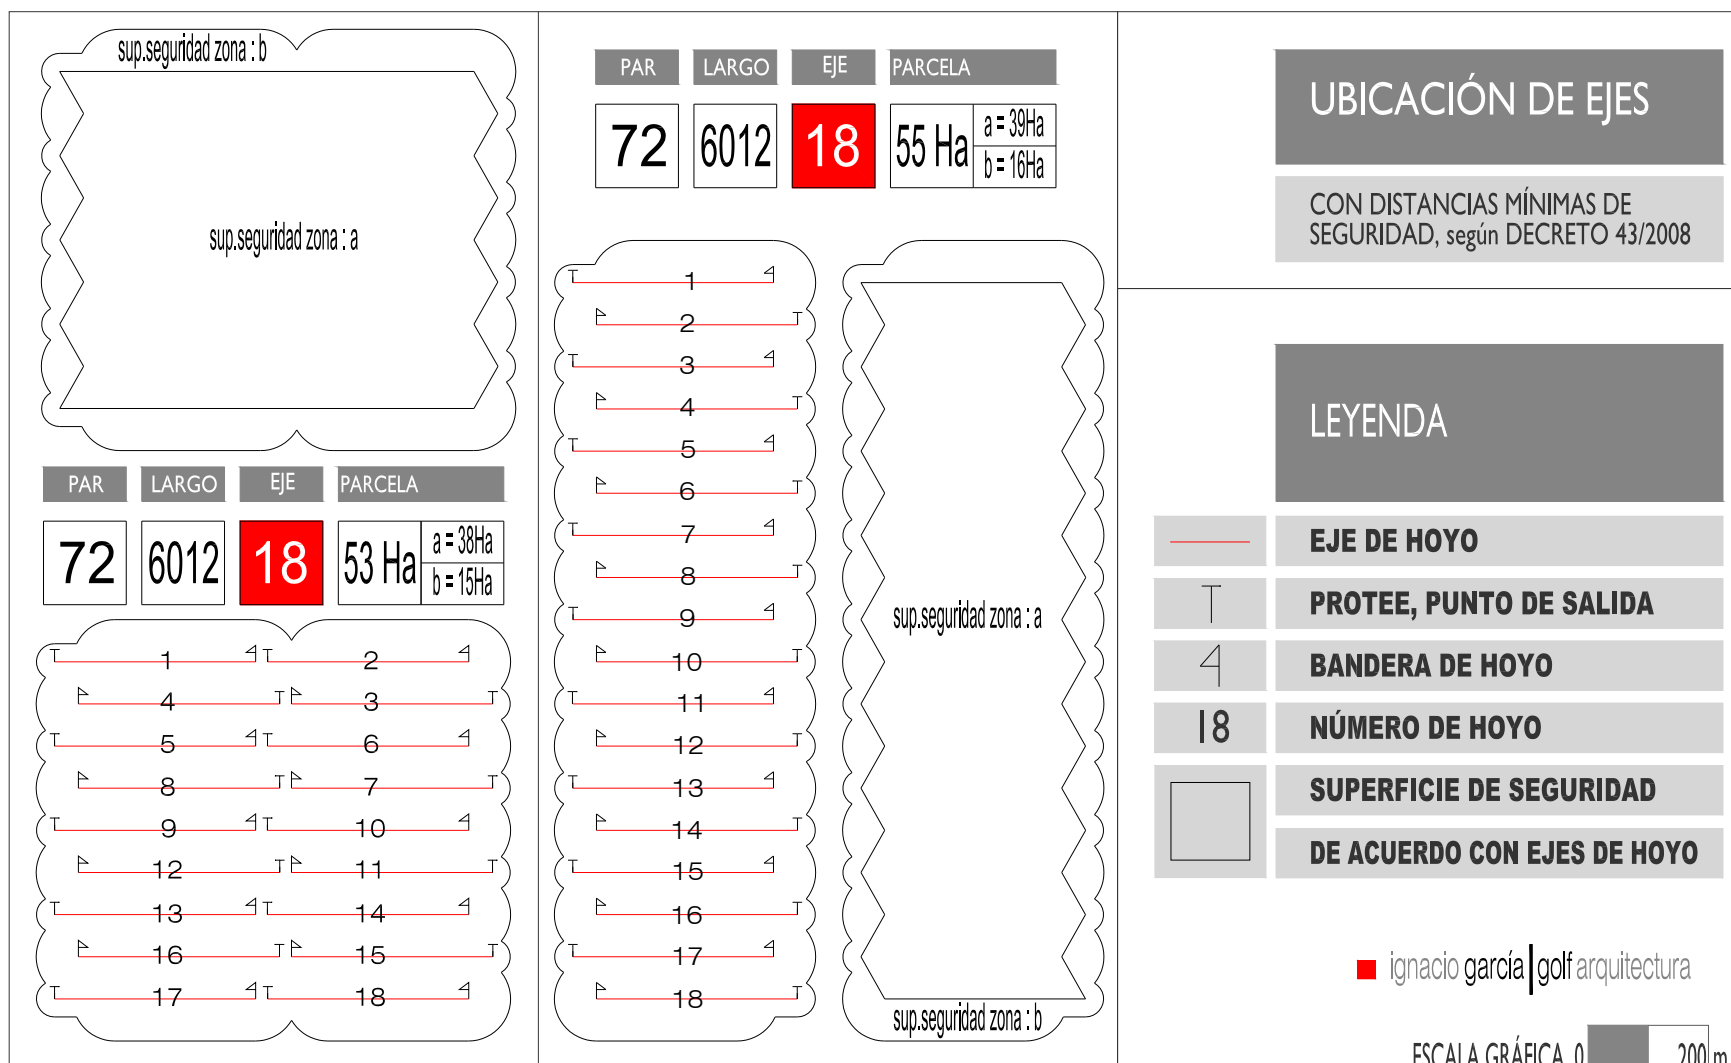 sup.seguridad zona : b
sup.seguridad zona : a
PAR LARGO EJE PARCELA
72 6012 18 53 Ha a = 38Ha
b = 15Ha
1 2
4 3
5 6
8 7
9 10
12 11
13 14
16 15
17 18
PAR LARGO EJE PARCELA
72 6012 18 55 Ha a = 39Ha
b = 16Ha
1
2
3
4
5
6
7
8
9
10
11
12
13
14
15
16
17
18
sup.seguridad zona : a
sup.seguridad zona : b
UBICACIÓN DE EJES
CON DISTANCIAS MÍNIMAS DE
SEGURIDAD, según DECRETO 43/2008
LEYENDA
EJE DE HOYO
T PROTEE, PUNTO DE SALIDA
BANDERA DE HOYO
18 NÚMERO DE HOYO
SUPERFICIE DE SEGURIDAD
DE ACUERDO CON EJES DE HOYO
ignacio garcía|golf arquitectura
ESCALA GRÁFICA 0 200 m